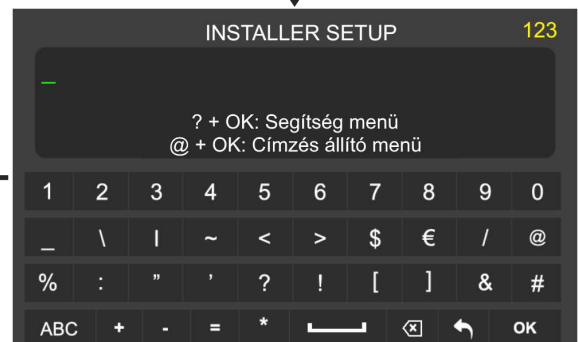 INSTALLER SETUP 123
_
? + OK: Segítség menü
@ + OK: Címzés állító menü
1 2 3 4 5 6 7 8 9 0
_ \ | ~ < > $ € / @
% : " ' ? ! [ ] & #
ABC + - = * OK